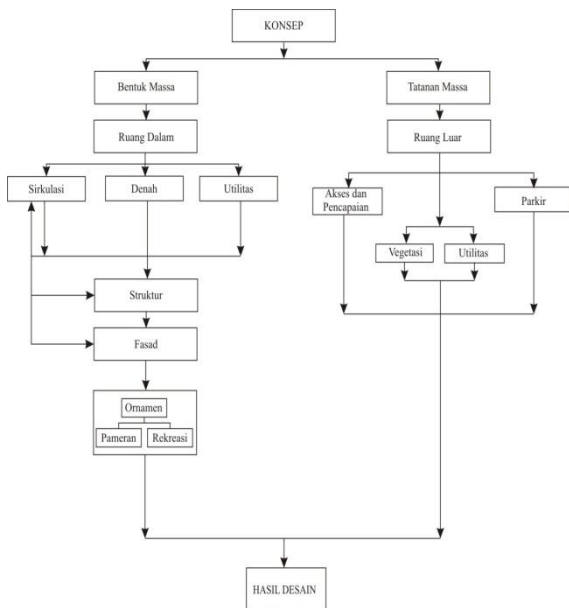 KONSEP
Bentuk Massa
Tatanan Massa
Ruang Dalam
Ruang Luar
Sirkulasi
Denah
Utilitas
Akses dan
Pencapaian
Parkir
Vegetasi
Utilitas
Struktur
Fasad
Ornamen
Pameran
Rekreasi
HASIL DESAIN